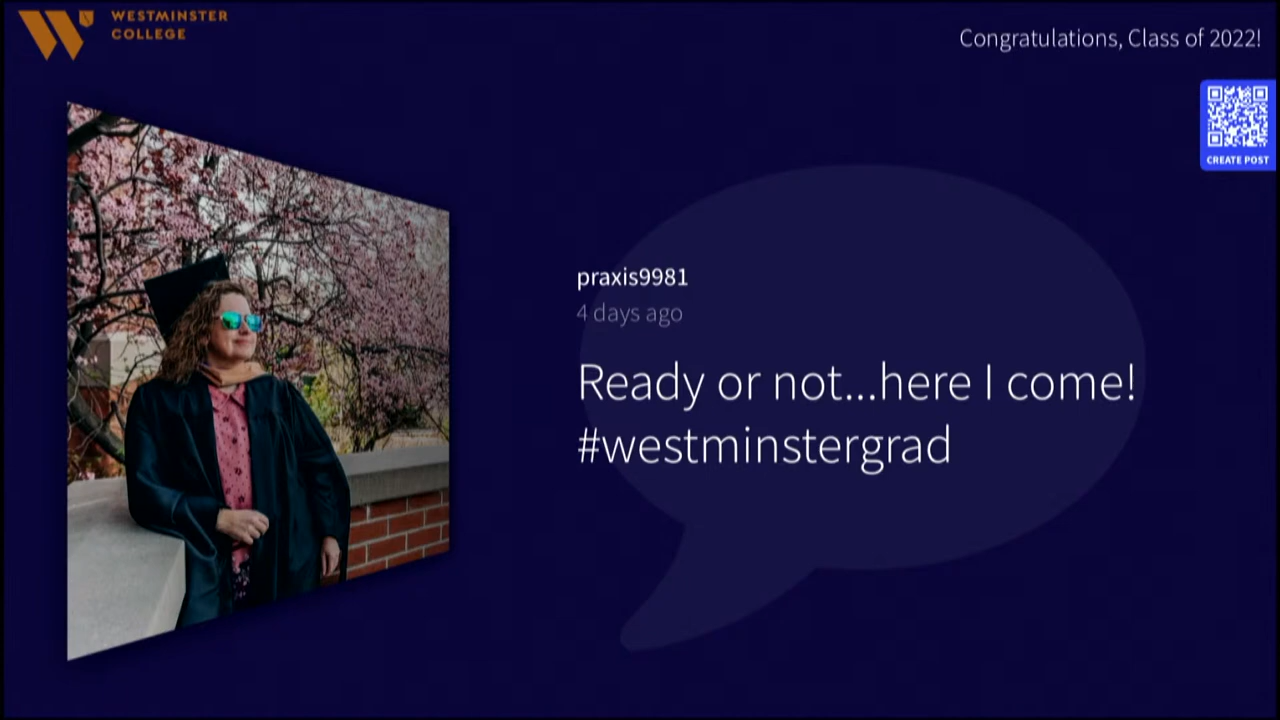 WESTMINSTER
COLLEGE
Congratulations, Class of 2022!
CREATE POST
praxis9981
4 days ago
Ready or not...here I come!
#westminstergrad